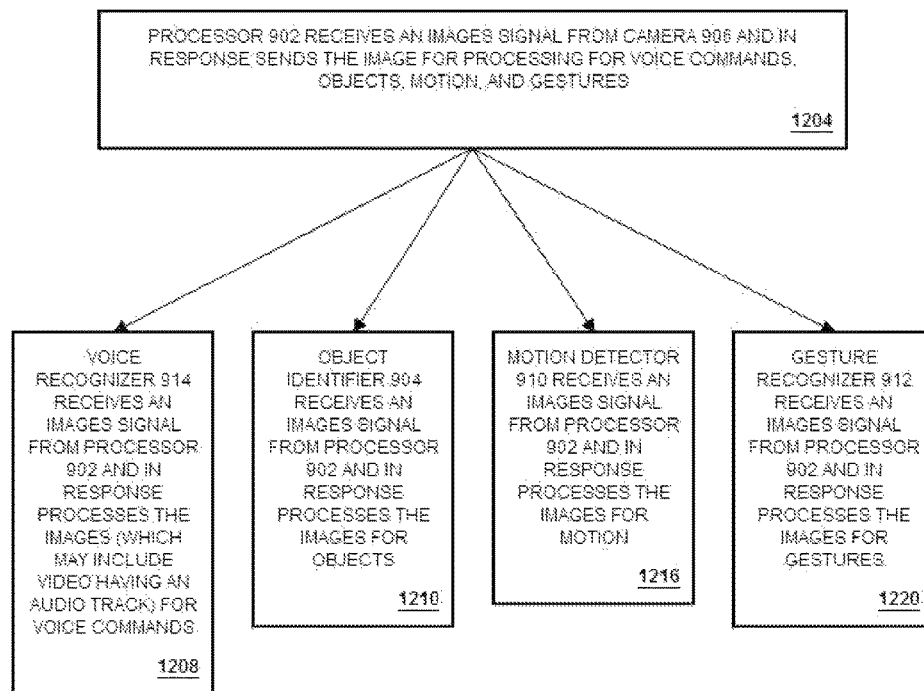 PROCESSOR 902 RECEIVES AN IMAGES SIGNAL FROM CAMERA 906 AND IN
RESPONSE SENDS THE IMAGE FOR PROCESSING FOR VOICE COMMANDS,
OBJECTS, MOTION, AND GESTURES
1204
VOICE
RECOGNIZER 914
RECEIVES AN
IMAGES SIGNAL
FROM PROCESSOR
902 AND IN
RESPONSE
PROCESSES THE
IMAGES (WHICH
MAY INCLUDE
VIDEO HAVING AN
AUDIO TRACK) FOR
VOICE COMMANDS
1208
OBJECT
IDENTIFIER 904
RECEIVES AN
IMAGES SIGNAL
FROM PROCESSOR
902 AND IN
RESPONSE
PROCESSES THE
IMAGES FOR
OBJECTS
1210
MOTION DETECTOR
910 RECEIVES AN
IMAGES SIGNAL
FROM PROCESSOR
902 AND IN
RESPONSE
PROCESSES THE
IMAGES FOR
MOTION
1216
GESTURE
RECOGNIZER 912
RECEIVES AN
IMAGES SIGNAL
FROM PROCESSOR
902 AND IN
RESPONSE
PROCESSES THE
IMAGES FOR
GESTURES.
1220